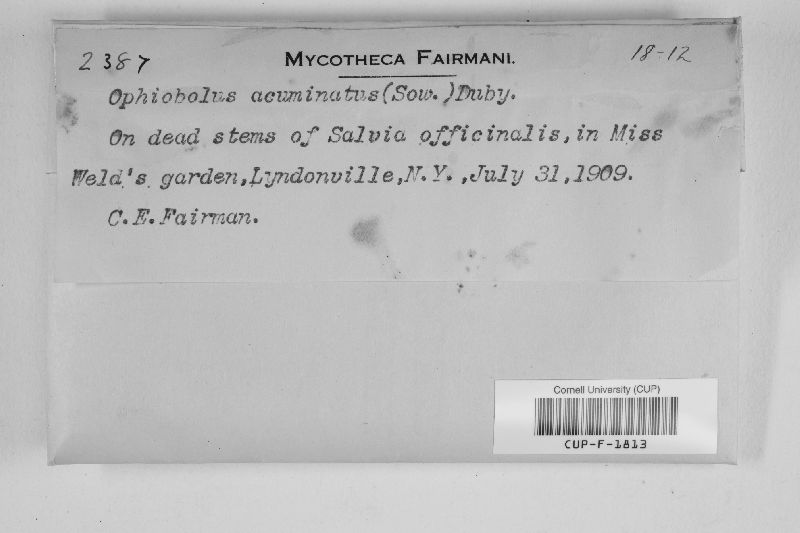 2387 MYCOTHECA FAIRMANI. 18-12
Ophiobolus acuminatus(Sow.)Duby.
On dead stems of Salvia officinalis,in Miss
Weld's garden,Lyndonville,N.Y.,July 31,1909.
C.E.Fairman.
Cornell University (CUP)
CUP-F-1813